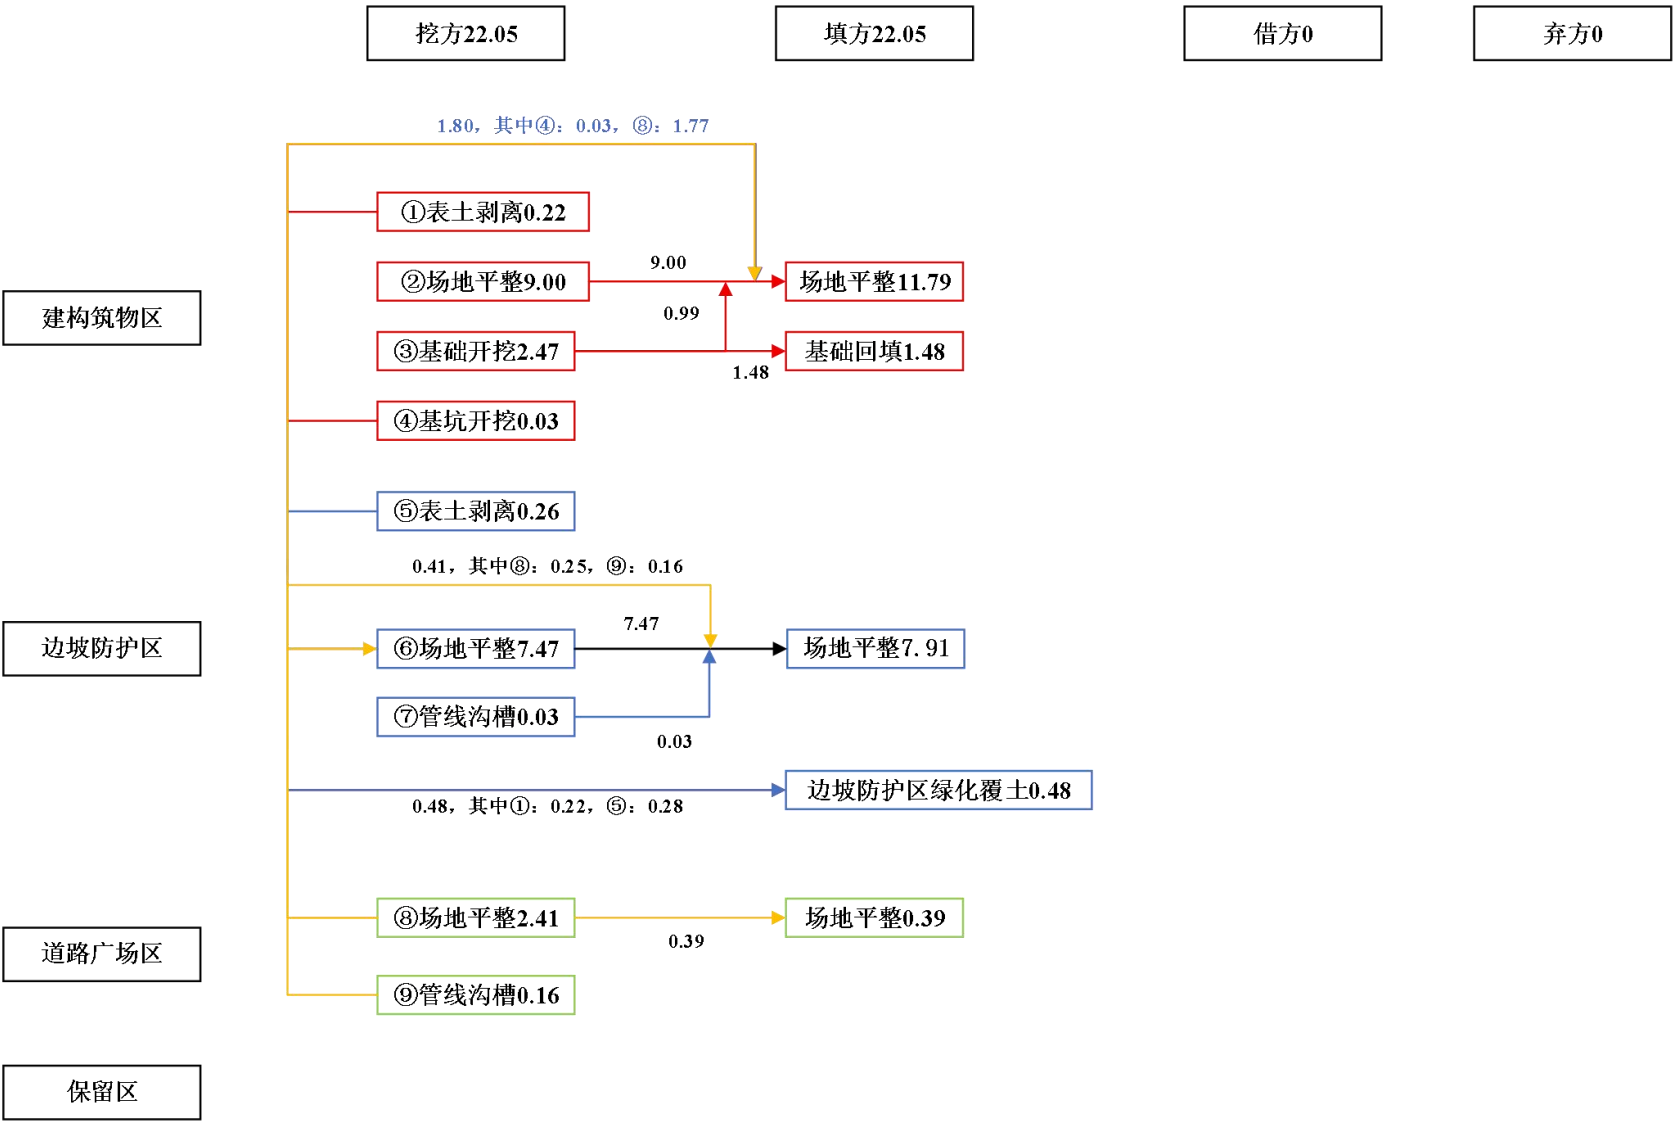 挖方22.05
填方22.05
借方0
弃方0
1.80，其中④：0.03，⑧：1.77
①表土剥离0.22
②场地平整9.00
9.00
场地平整11.79
建构筑物区
0.99
③基础开挖2.47
基础回填1.48
1.48
④基坑开挖0.03
⑤表土剥离0.26
0.41，其中⑧：0.25，⑨：0.16
边坡防护区
7.47
⑥场地平整7.47
场地平整7.91
⑦管线沟槽0.03
0.03
边坡防护区绿化覆土0.48
0.48，其中①：0.22，⑤：0.28
⑧场地平整2.41
场地平整0.39
0.39
道路广场区
⑨管线沟槽0.16
保留区